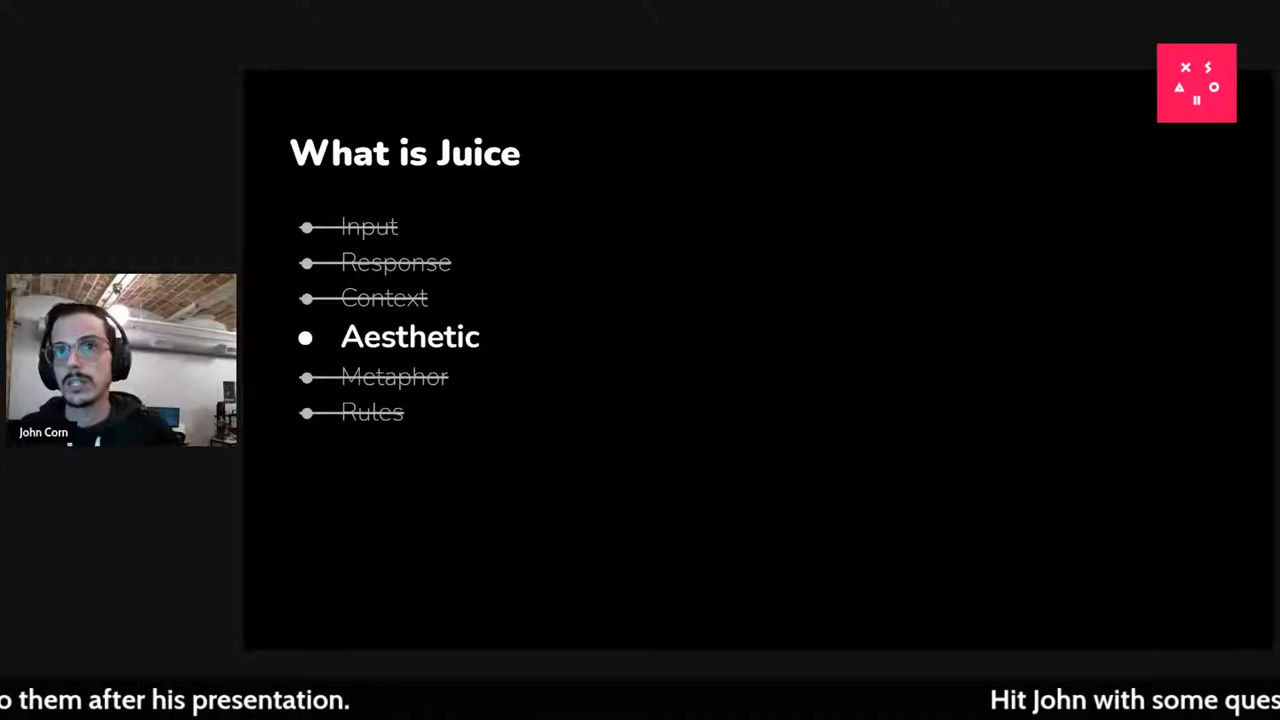 What is Juice
Input
Response
Context
Aesthetic
Metaphor
Rules
John Corn
o them after his presentation.
Hit John with some ques